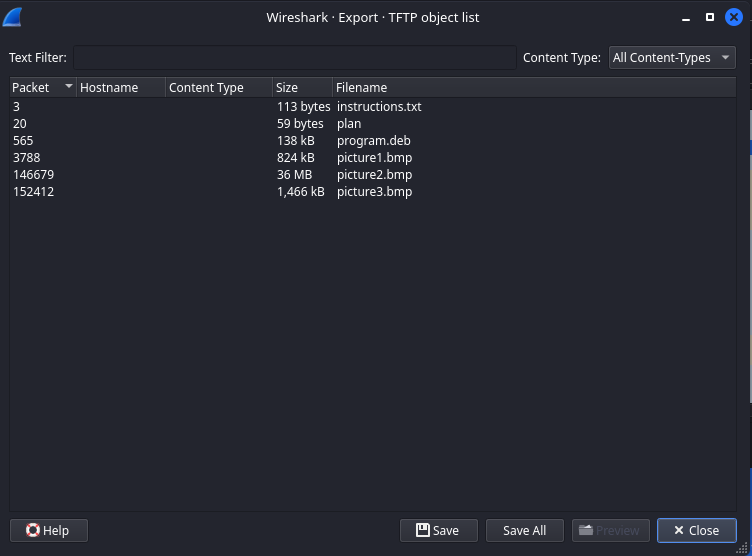 Wireshark · Export · TFTP object list
Text Filter: Content Type: All Content-Types
Packet Hostname Content Type Size Filename
3 113 bytes instructions.txt
20 59 bytes plan
565 138 kB program.deb
3788 824 kB picture1.bmp
146679 36 MB picture2.bmp
152412 1,466 kB picture3.bmp
Help Save Save All Preview Close